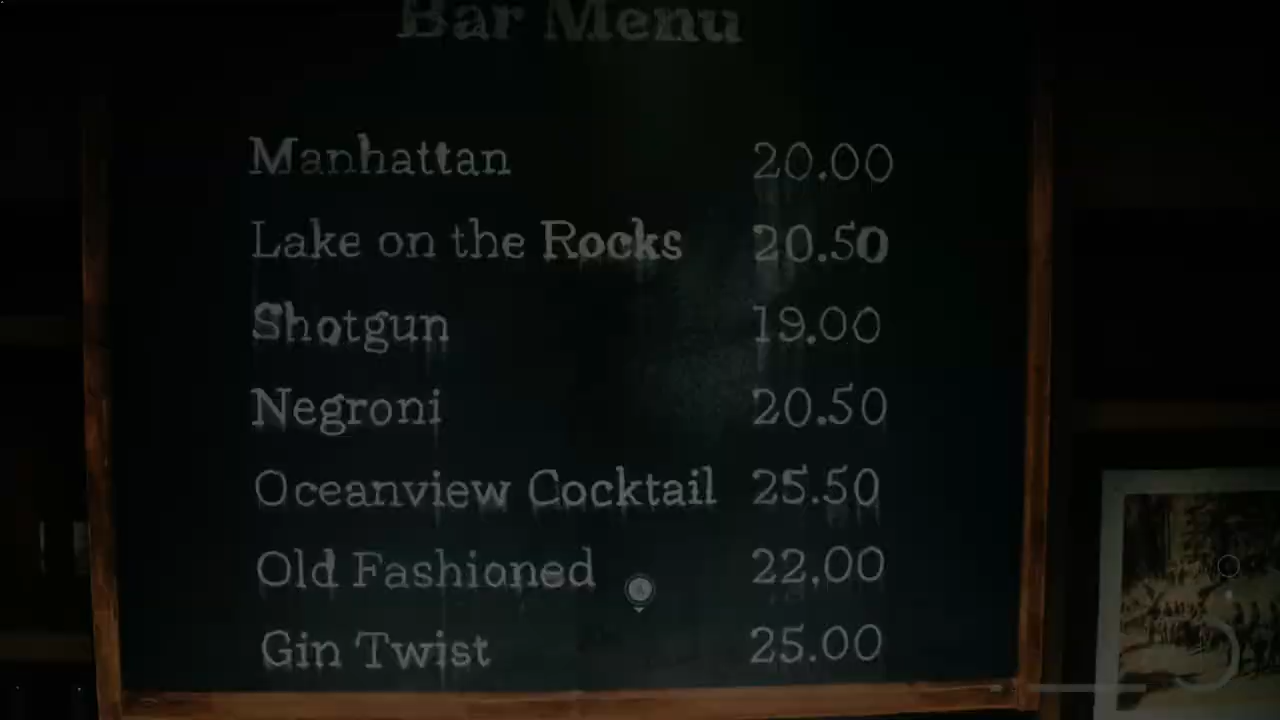 Bar Menu
Manhattan 20.00
Lake on the Rocks 20.50
Shotgun 19.00
Negroni 20.50
Oceanview Cocktail 25.50
Old Fashioned 22.00
Gin Twist 25.00